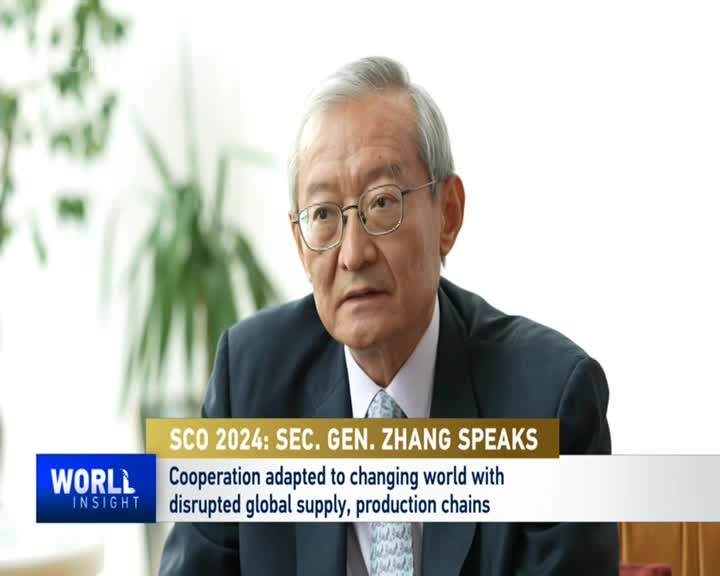 SCO 2024: SEC. GEN. ZHANG SPEAKS
WORLD INSIGHT
Cooperation adapted to changing world with
disrupted global supply, production chains